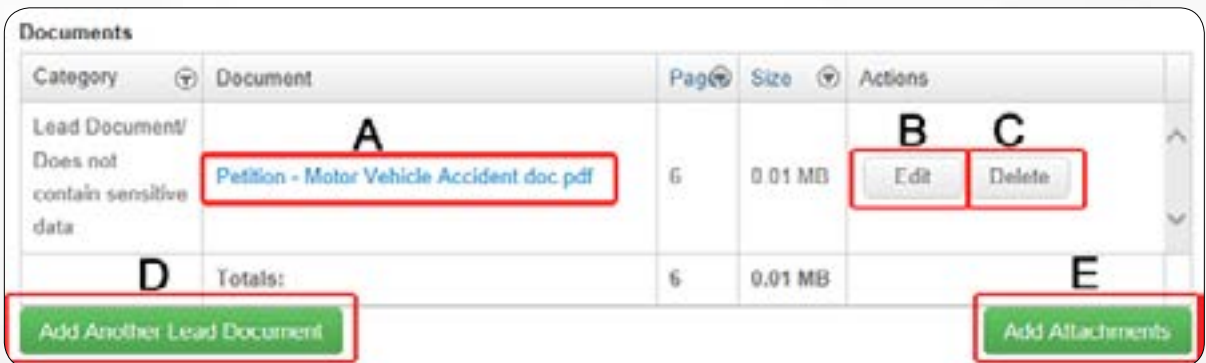 Documents
Category Document Pages Size Actions
A B C
Lead Document/
Does not
contain sensitive
data
Petition - Motor Vehicle Accident doc pdf 6 0.01 MB Edit Delete
D E
Totals: 6 0.01 MB
Add Another Lead Document Add Attachments